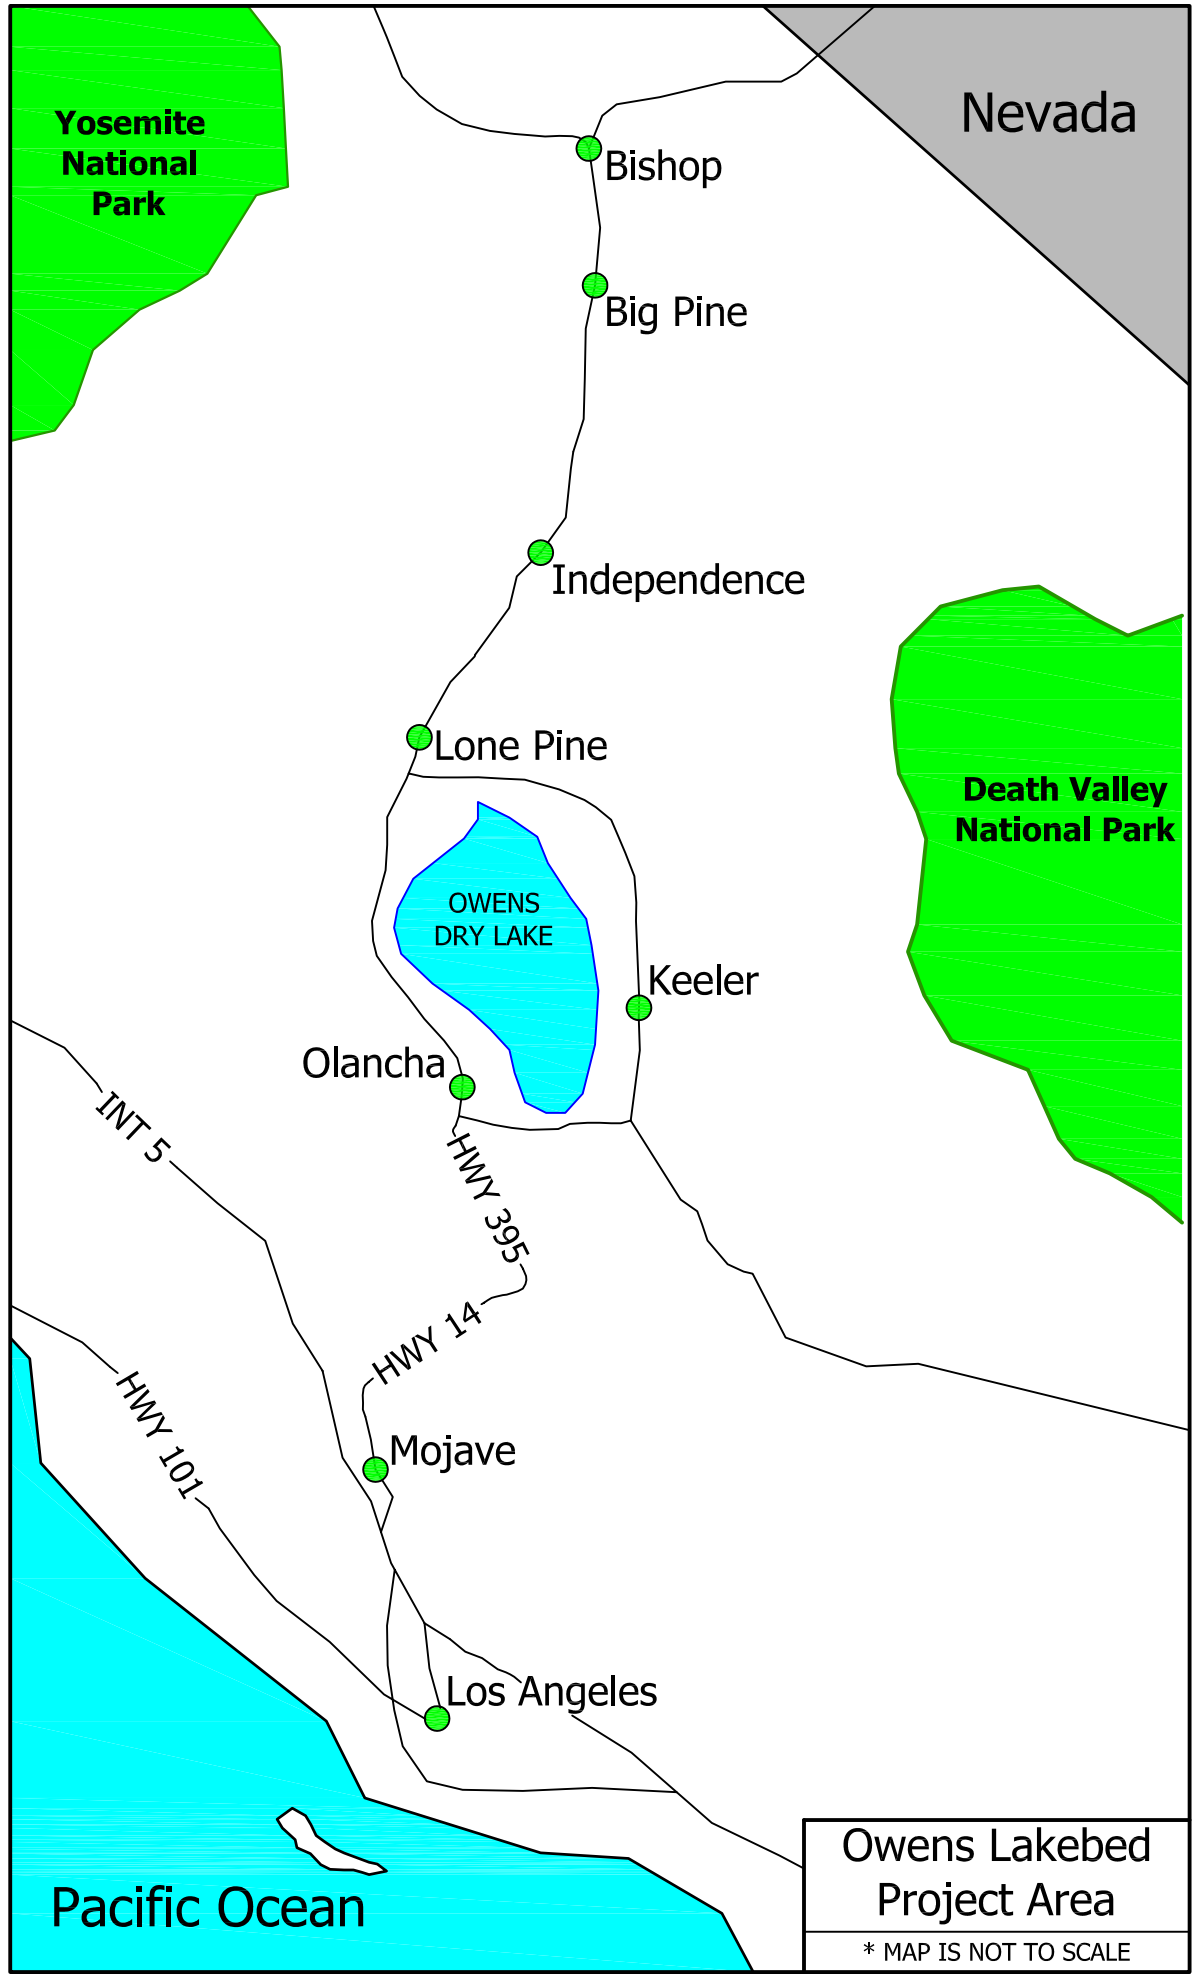 Yosemite
National
Park
Nevada
Bishop
Big Pine
Independence
Lone Pine
Death Valley
National Park
OWENS
DRY LAKE
Keeler
Olancha
INT 5
HWY 395
HWY 14
HWY 101
Mojave
Los Angeles
Pacific Ocean
Owens Lakebed
Project Area
* MAP IS NOT TO SCALE